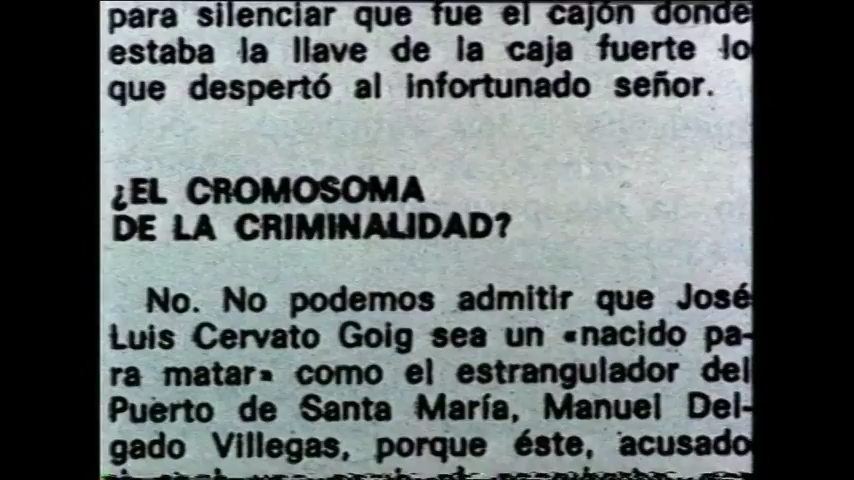 para silenciar que fue el cajón donde
estaba la llave de la caja fuerte lo
que despertó al infortunado señor.
¿EL CROMOSOMA
DE LA CRIMINALIDAD?
No. No podemos admitir que José
Luis Cervato Goig sea un «nacido pa-
ra matar» como el estrangulador del
Puerto de Santa María, Manuel Del-
gado Villegas, porque éste, acusado